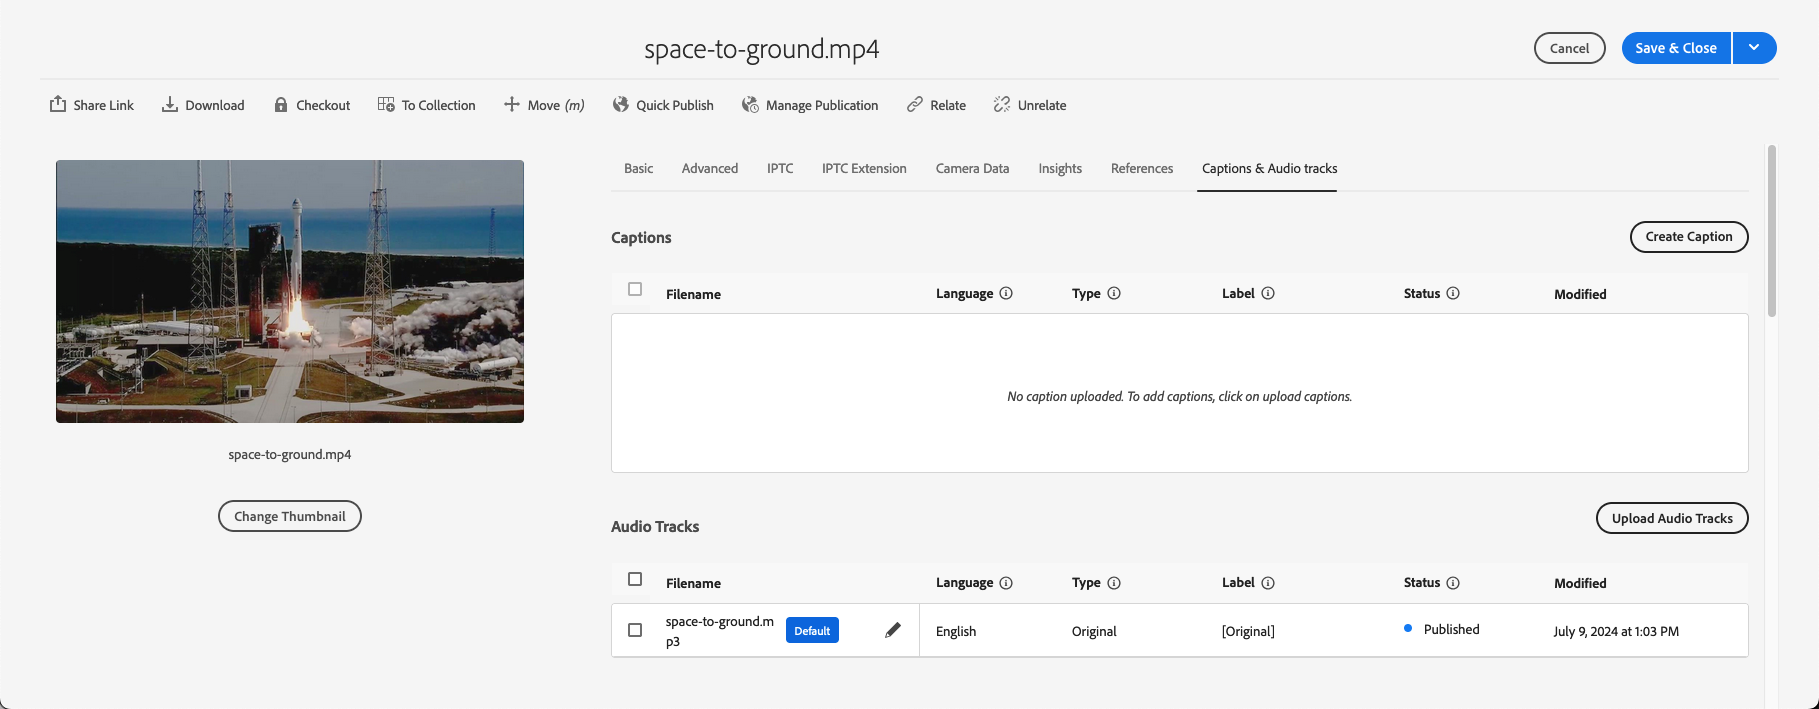 space-to-ground.mp4
Cancel
Save & Close
Share Link
Download
Checkout
To Collection
Move (m)
Quick Publish
Manage Publication
Relate
Unrelate
Basic
Advanced
IPTC
IPTC Extension
Camera Data
Insights
References
Captions & Audio tracks
space-to-ground.mp4
Change Thumbnail
Captions
Create Caption
Filename
Language
Type
Label
Status
Modified
No caption uploaded. To add captions, click on upload captions.
Audio Tracks
Upload Audio Tracks
Filename
Language
Type
Label
Status
Modified
space-to-ground.m
p3
Default
English
Original
[Original]
Published
July 9, 2024 at 1:03 PM